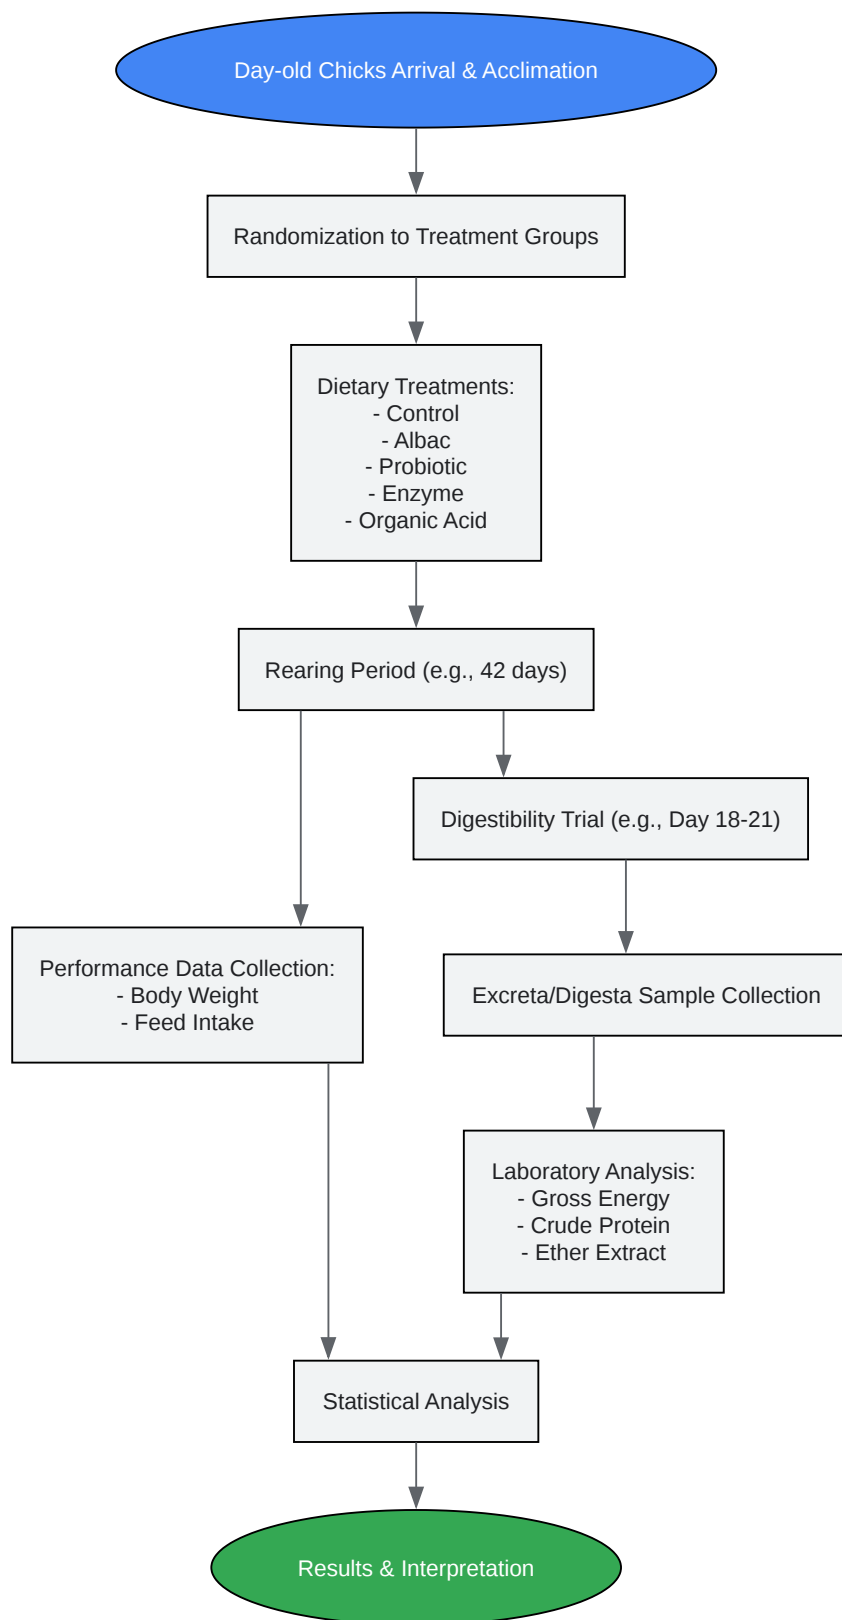 Day-old Chicks Arrival & Acclimation
Randomization to Treatment Groups
Dietary Treatments:
- Control
- Albac
- Probiotic
- Enzyme
- Organic Acid
Rearing Period (e.g., 42 days)
Digestibility Trial (e.g., Day 18-21)
Performance Data Collection:
- Body Weight
- Feed Intake
Excreta/Digesta Sample Collection
Laboratory Analysis:
- Gross Energy
- Crude Protein
- Ether Extract
Statistical Analysis
Results & Interpretation